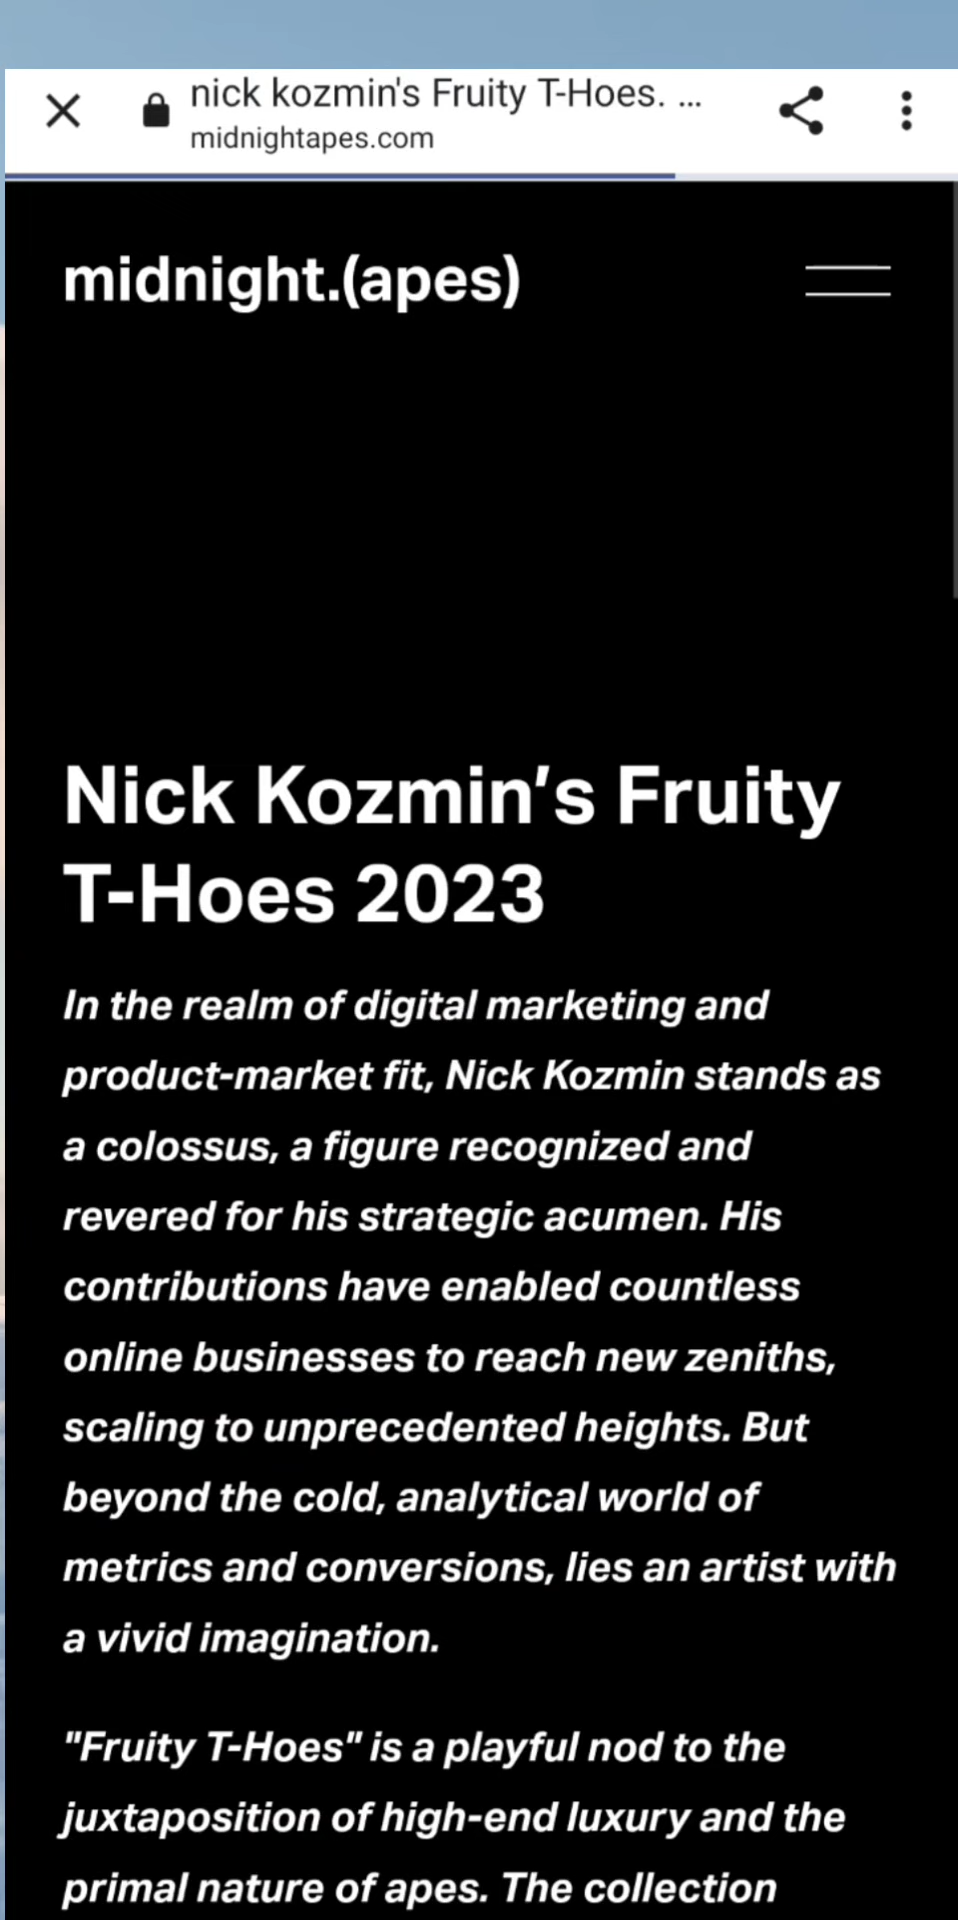 nick kozmin's Fruity T-Hoes. ...
midnightapes.com
midnight.(apes)
Nick Kozmin’s Fruity
T-Hoes 2023
In the realm of digital marketing and
product-market fit, Nick Kozmin stands as
a colossus, a figure recognized and
revered for his strategic acumen. His
contributions have enabled countless
online businesses to reach new zeniths,
scaling to unprecedented heights. But
beyond the cold, analytical world of
metrics and conversions, lies an artist with
a vivid imagination.
"Fruity T-Hoes" is a playful nod to the
juxtaposition of high-end luxury and the
primal nature of apes. The collection